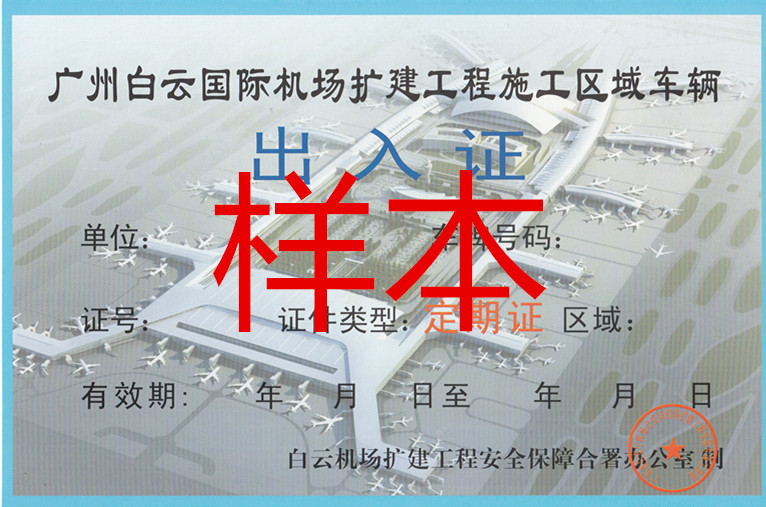 广州白云国际机场扩建工程施工区域车辆
出入证
样本
单位： 车牌号码：
证号： 证件类型：定期证 区域：
有效期： 年 月 日至 年 月 日
白云机场扩建工程安全保障合署办公室 制